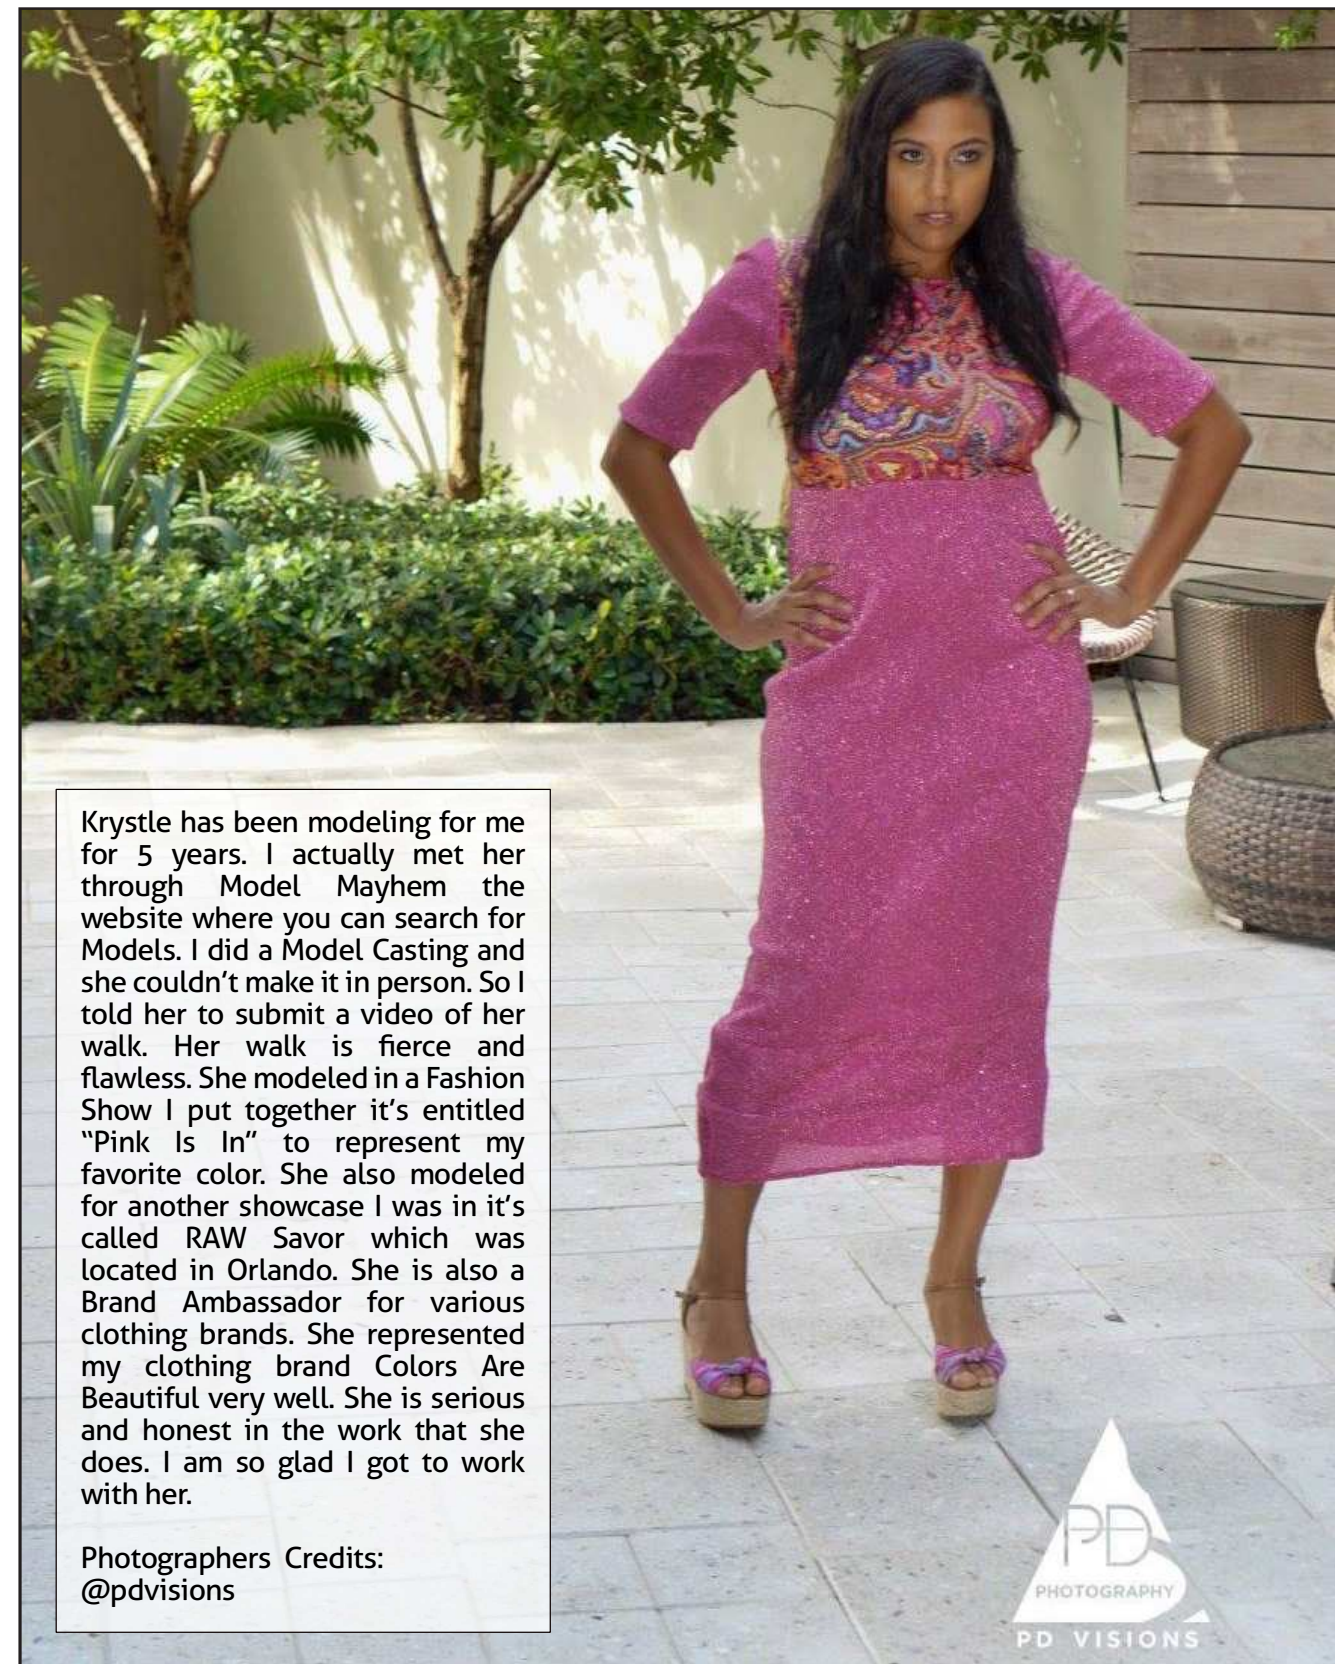 Krystle has been modeling for me
for 5 years. I actually met her
through Model Mayhem the
website where you can search for
Models. I did a Model Casting and
she couldn't make it in person. So I
told her to submit a video of her
walk. Her walk is fierce and
flawless. She modeled in a Fashion
Show I put together it's entitled
“Pink Is In” to represent my
favorite color. She also modeled
for another showcase I was in it's
called RAW Savor which was
located in Orlando. She is also a
Brand Ambassador for various
clothing brands. She represented
my clothing brand Colors Are
Beautiful very well. She is serious
and honest in the work that she
does. I am so glad I got to work
with her.
Photographers Credits:
@pdvisions
PD
PHOTOGRAPHY
PD VISIONS